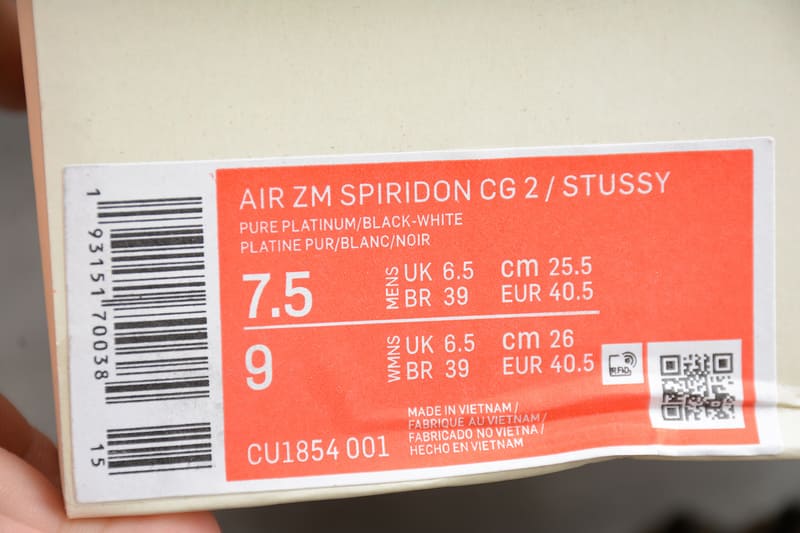 1 93151 70038 15
AIR ZM SPIRIDON CG 2 / STUSSY
PURE PLATINUM/BLACK-WHITE
PLATINE PUR/BLANC/NOIR
7.5 MENS UK 6.5 cm 25.5
BR 39 EUR 40.5
9 WMNS UK 6.5 cm 26
BR 39 EUR 40.5
RFID
MADE IN VIETNAM /
FABRIQUE AU VIETNAM /
FABRICADO NO VIETNA /
HECHO EN VIETNAM
CU1854 001